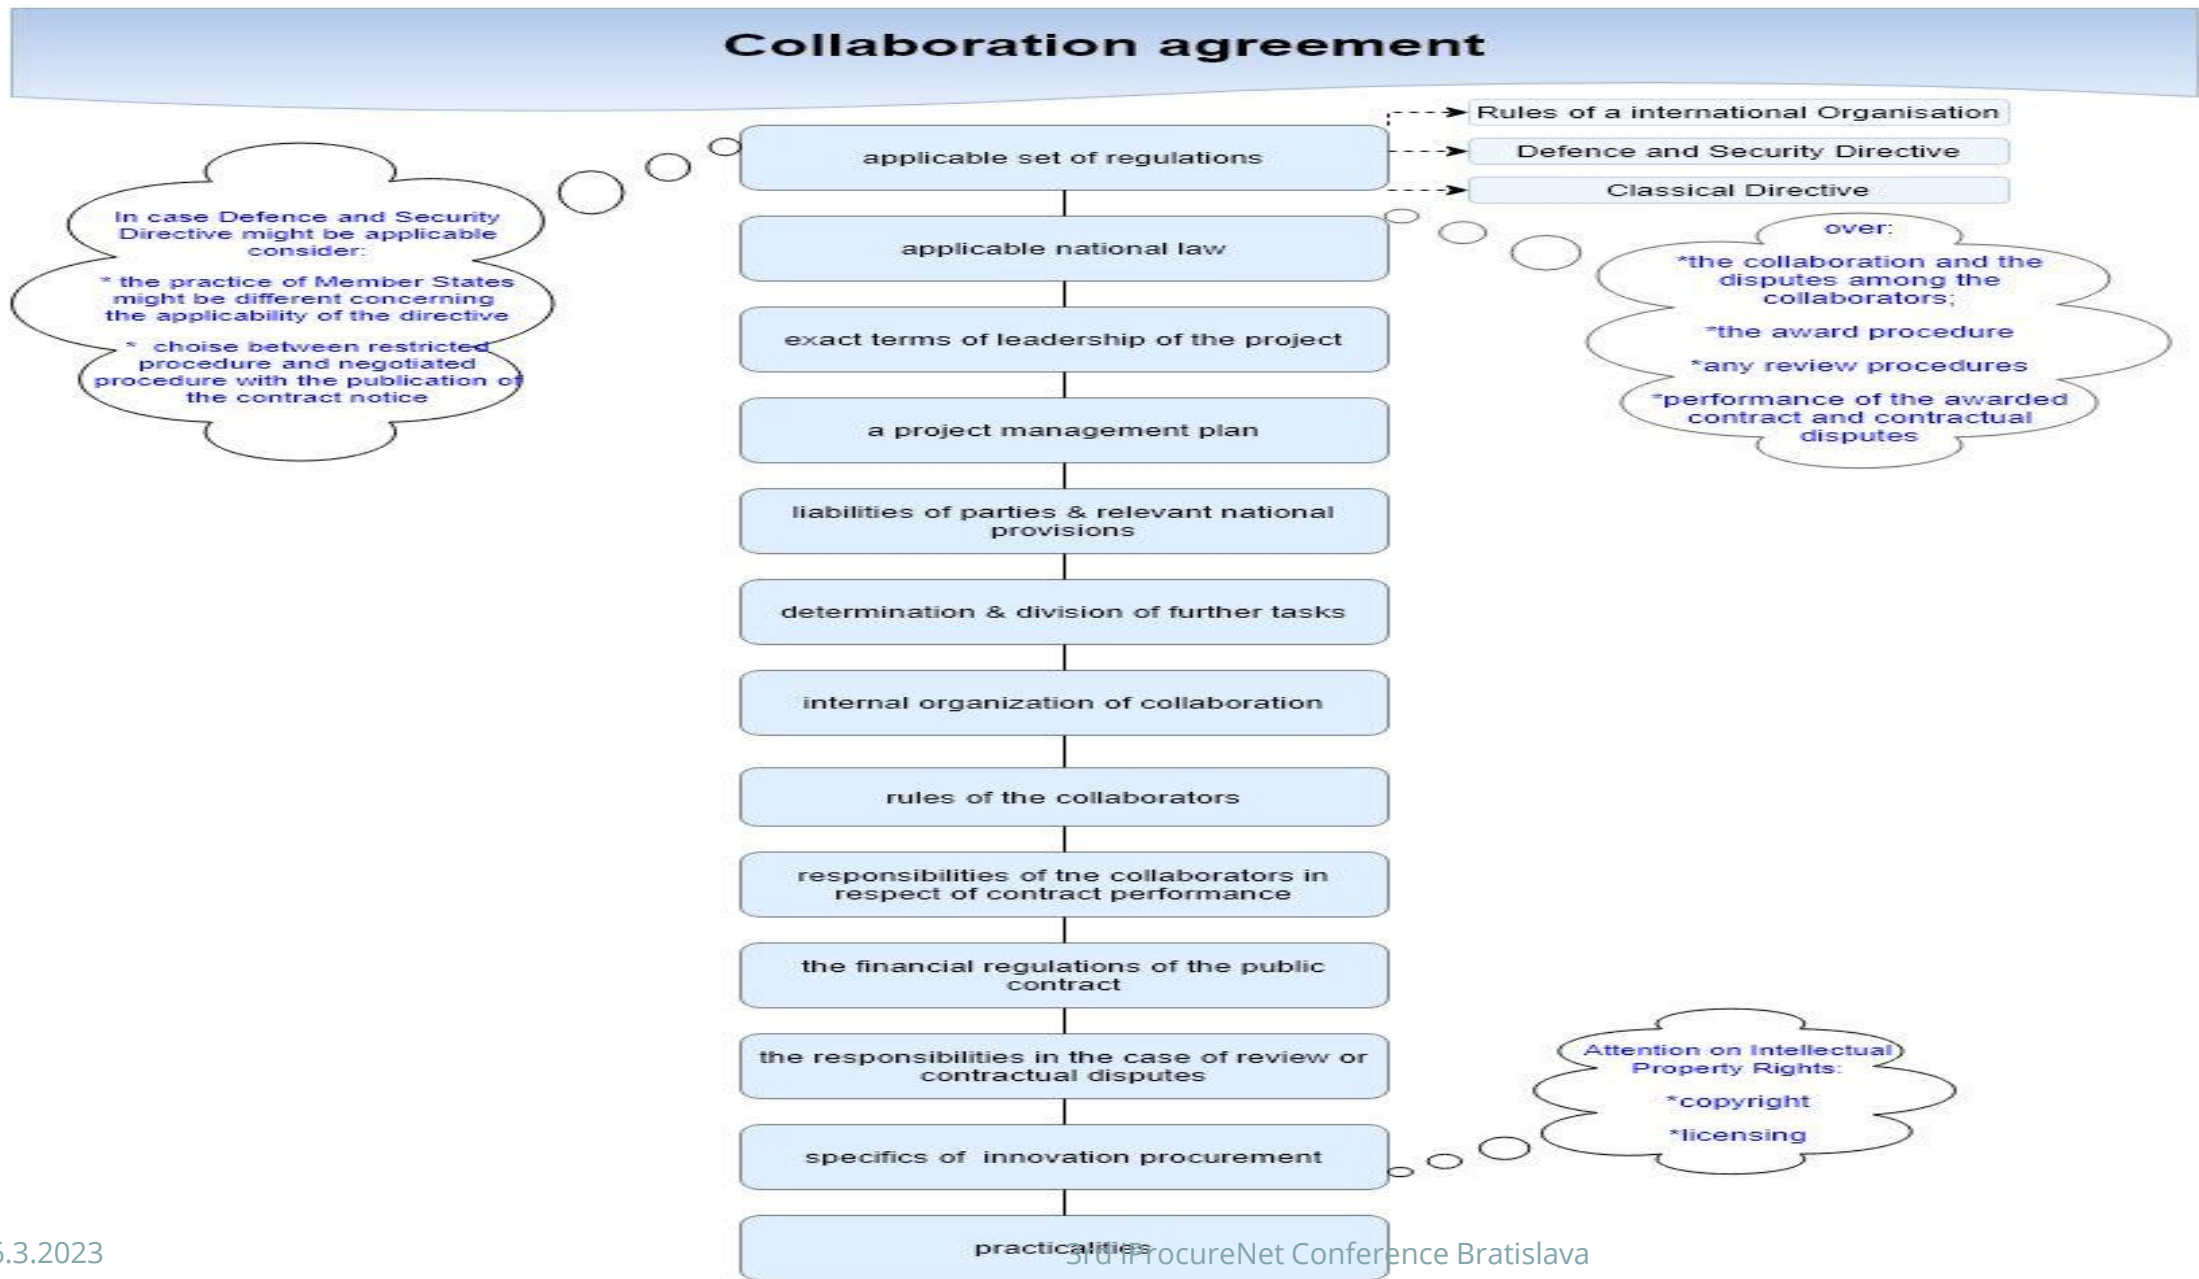 Collaboration agreement
applicable set of regulations
Rules of a international Organisation
Defence and Security Directive
Classical Directive
In case Defence and Security
Directive might be applicable
consider:
* the practice of Member States
might be different concerning
the applicability of the directive
* choise between restricted
procedure and negotiated
procedure with the publication of
the contract notice
applicable national law
over:
*the collaboration and the
disputes among the
collaborators;
*the award procedure
*any review procedures
*performance of the awarded
contract and contractual
disputes
exact terms of leadership of the project
a project management plan
liabilities of parties & relevant national
provisions
determination & division of further tasks
internal organization of collaboration
rules of the collaborators
responsibilities of tne collaborators in
respect of contract performance
the financial regulations of the public
contract
the responsibilities in the case of review or
contractual disputes
specifics of innovation procurement
Attention on Intellectual
Property Rights:
*copyright
*licensing
practicalities
.3.2023
3rd iProcureNet Conference Bratislava